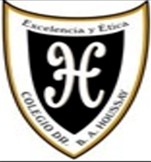 Excelencia y Ética
H
COLEGIO DR. B. A. HOUSSAY